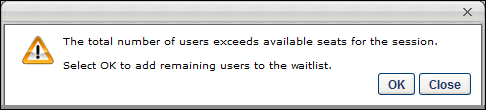 The total number of users exceeds available seats for the session.
Select OK to add remaining users to the waitlist.
OK Close